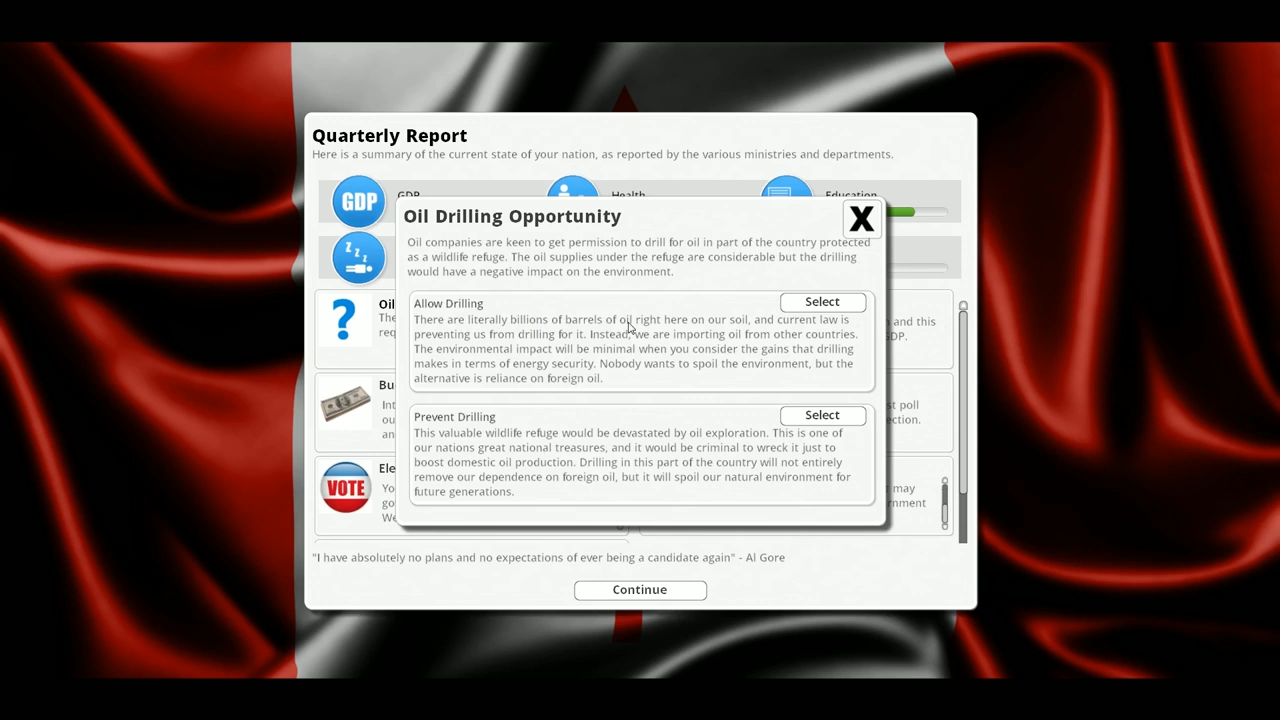 Quarterly Report
Here is a summary of the current state of your nation, as reported by the various ministries and departments.
GDP
GDP
Health
Education
Oil Drilling Opportunity
X
Oil companies are keen to get permission to drill for oil in part of the country protected
as a wildlife refuge. The oil supplies under the refuge are considerable but the drilling
would have a negative impact on the environment.
Allow Drilling
Select
There are literally billions of barrels of oil right here on our soil, and current law is
preventing us from drilling for it. Instead, we are importing oil from other countries.
The environmental impact will be minimal when you consider the gains that drilling
makes in terms of energy security. Nobody wants to spoil the environment, but the
alternative is reliance on foreign oil.
Prevent Drilling
Select
This valuable wildlife refuge would be devastated by oil exploration. This is one of
our nations great national treasures, and it would be criminal to wreck it just to
boost domestic oil production. Drilling in this part of the country will not entirely
remove our dependence on foreign oil, but it will spoil our natural environment for
future generations.
Oil
The
req
and this
DP.
Bu
Int
ou
an
st poll
ction.
VOTE
Ele
Yo
go
We
may
rnment
"I have absolutely no plans and no expectations of ever being a candidate again" - Al Gore
Continue